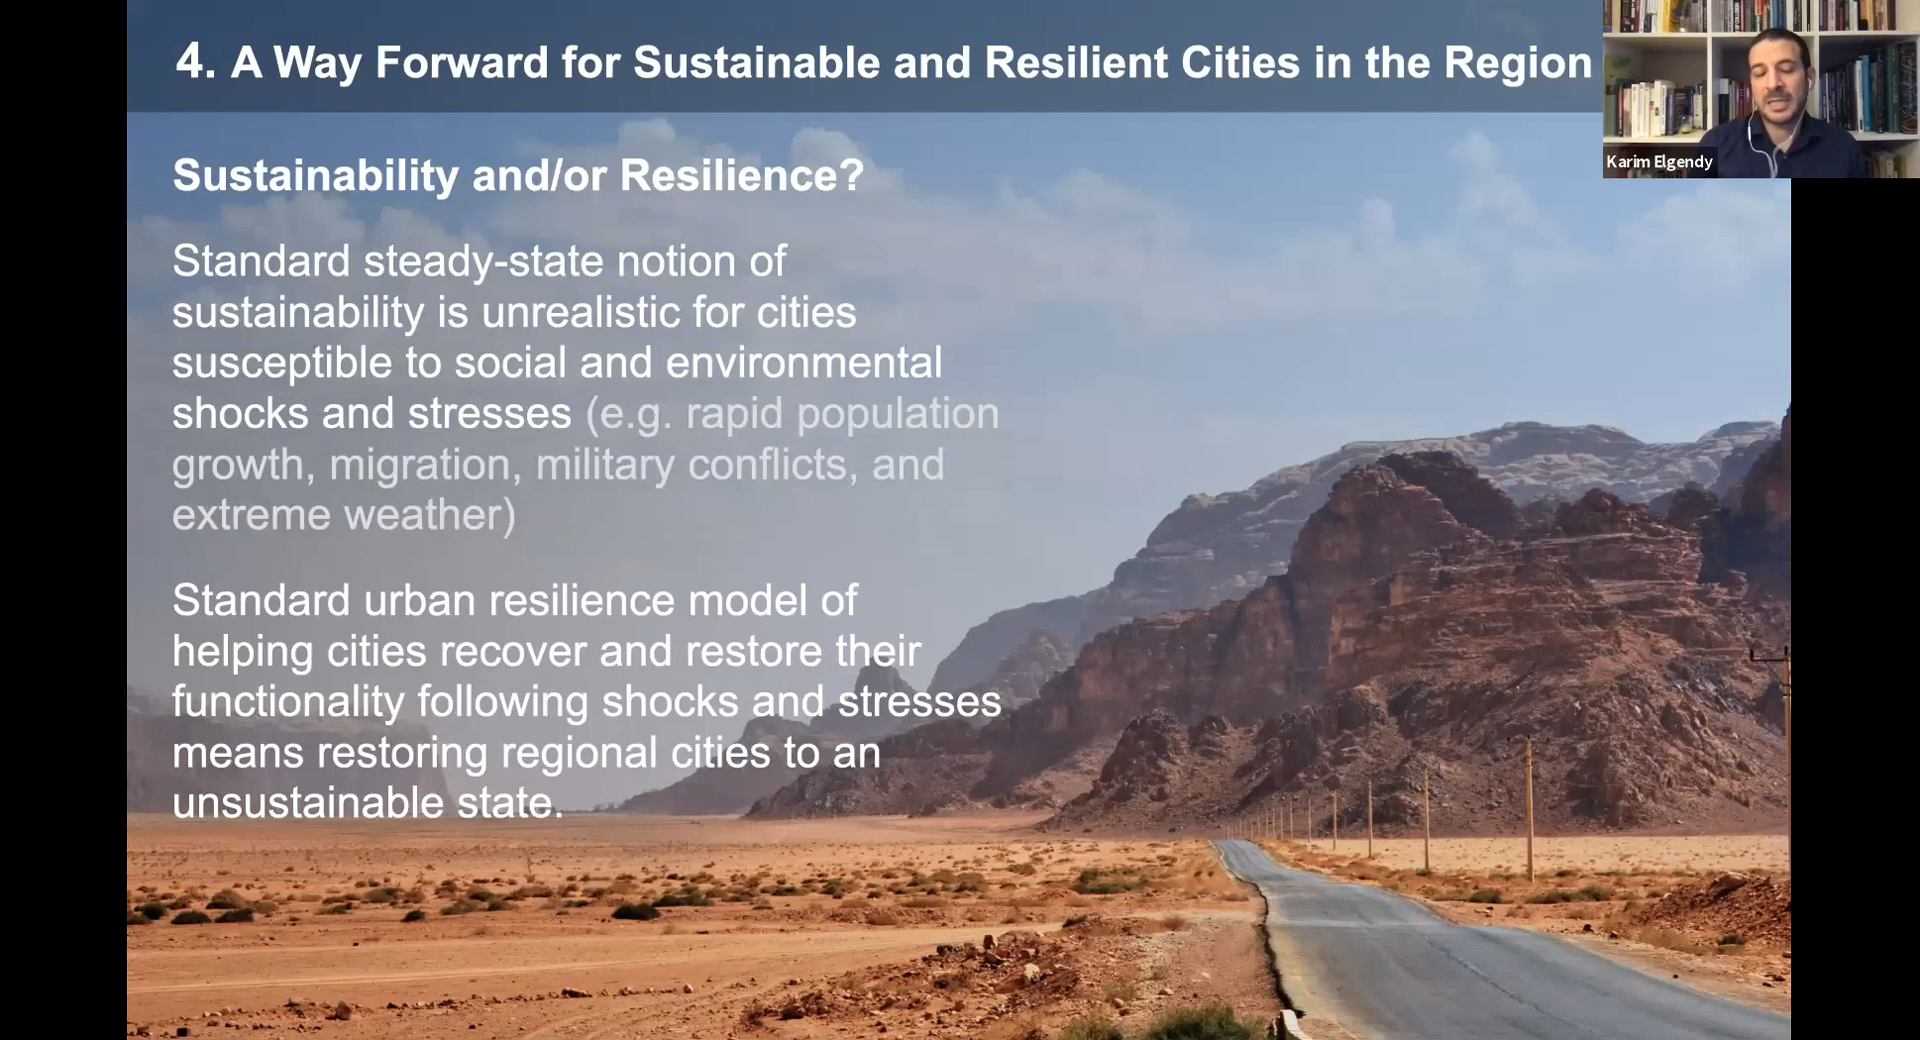 4. A Way Forward for Sustainable and Resilient Cities in the Region
Karim Elgendy
Sustainability and/or Resilience?
Standard steady-state notion of
sustainability is unrealistic for cities
susceptible to social and environmental
shocks and stresses (e.g. rapid population
growth, migration, military conflicts, and
extreme weather)
Standard urban resilience model of
helping cities recover and restore their
functionality following shocks and stresses
means restoring regional cities to an
unsustainable state.